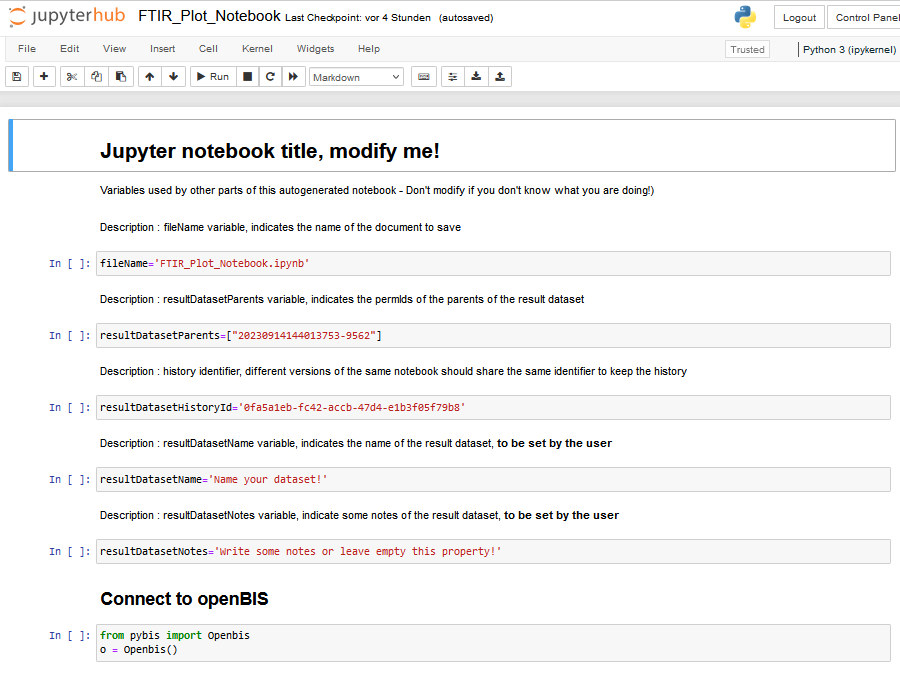 jupyterhub FTIR_Plot_Notebook Last Checkpoint: vor 4 Stunden (autosaved) Logout Control Panel
File Edit View Insert Cell Kernel Widgets Help Trusted Python 3 (ipykernel)
Run Markdown
Jupyter notebook title, modify me!
Variables used by other parts of this autogenerated notebook - Don't modify if you don't know what you are doing!)
Description : fileName variable, indicates the name of the document to save
In [ ]: fileName='FTIR_Plot_Notebook.ipynb'
Description : resultDatasetParents variable, indicates the permIds of the parents of the result dataset
In [ ]: resultDatasetParents=["20230914144013753-9562"]
Description : history identifier, different versions of the same notebook should share the same identifier to keep the history
In [ ]: resultDatasetHistoryId='0fa5a1eb-fc42-accb-47d4-e1b3f05f79b8'
Description : resultDatasetName variable, indicates the name of the result dataset, to be set by the user
In [ ]: resultDatasetName='Name your dataset!'
Description : resultDatasetNotes variable, indicate some notes of the result dataset, to be set by the user
In [ ]: resultDatasetNotes='Write some notes or leave empty this property!'
Connect to openBIS
In [ ]: from pybis import Openbis
o = Openbis()